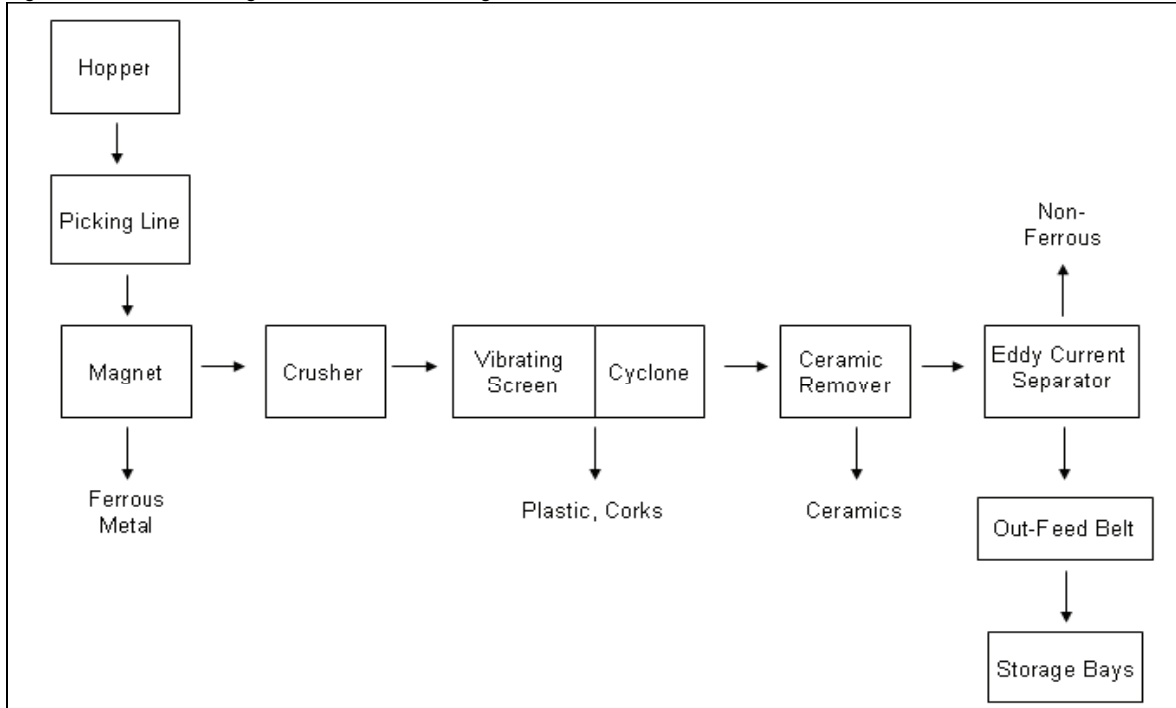 Hopper
Picking Line
Magnet
Ferrous
Metal
Crusher
Vibrating
Screen
Cyclone
Plastic, Corks
Ceramic
Remover
Ceramics
Non-
Ferrous
Eddy Current
Separator
Out-Feed Belt
Storage Bays